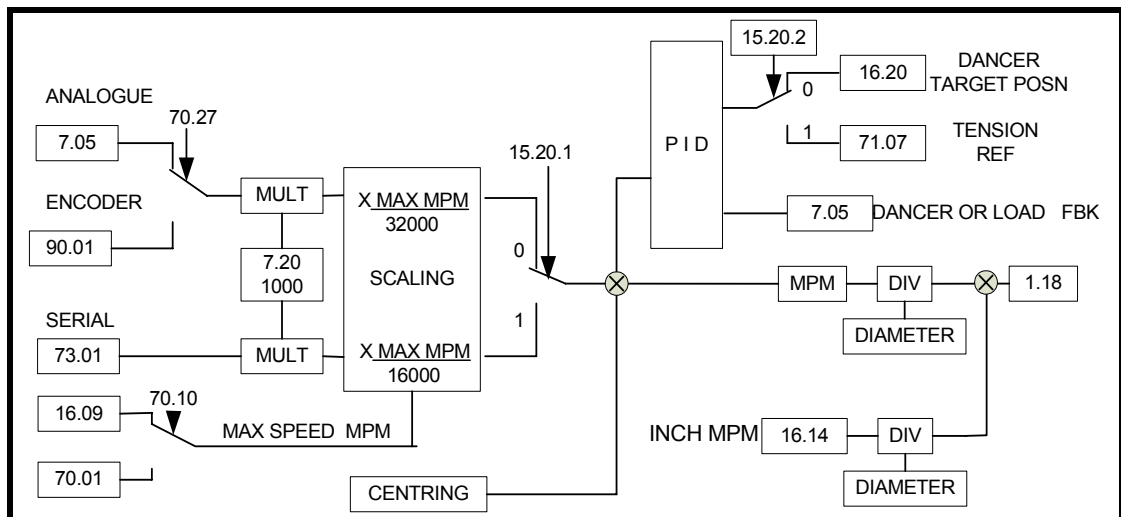 ANALOGUE
7.05
70.27
ENCODER
90.01
MULT
7.20
1000
SERIAL
73.01
MULT
16.09
70.10
MAX SPEED MPM
70.01
X MAX MPM
32000
SCALING
X MAX MPM
16000
15.20.1
0
1
CENTRING
P I D
15.20.2
0
16.20
DANCER
TARGET POSN
1
71.07
TENSION
REF
7.05
DANCER OR LOAD FBK
MPM
DIV
1.18
DIAMETER
INCH MPM
16.14
DIV
DIAMETER